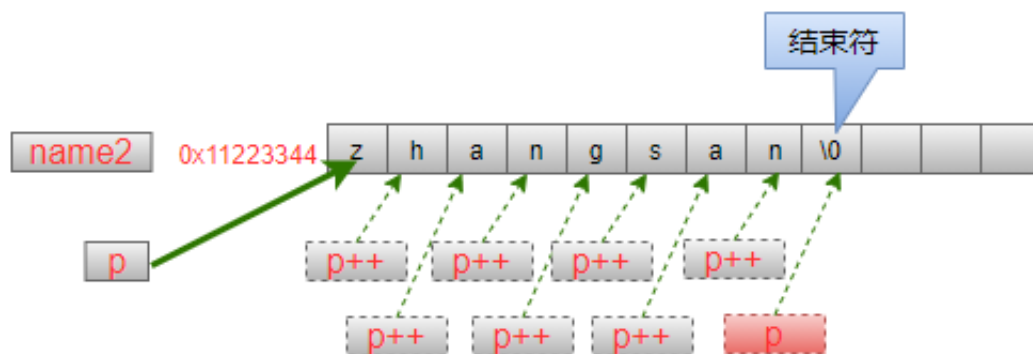 结束符
name2 0x11223344 z h a n g s a n \0
p p++ p++ p++ p++
p++ p++ p++ p